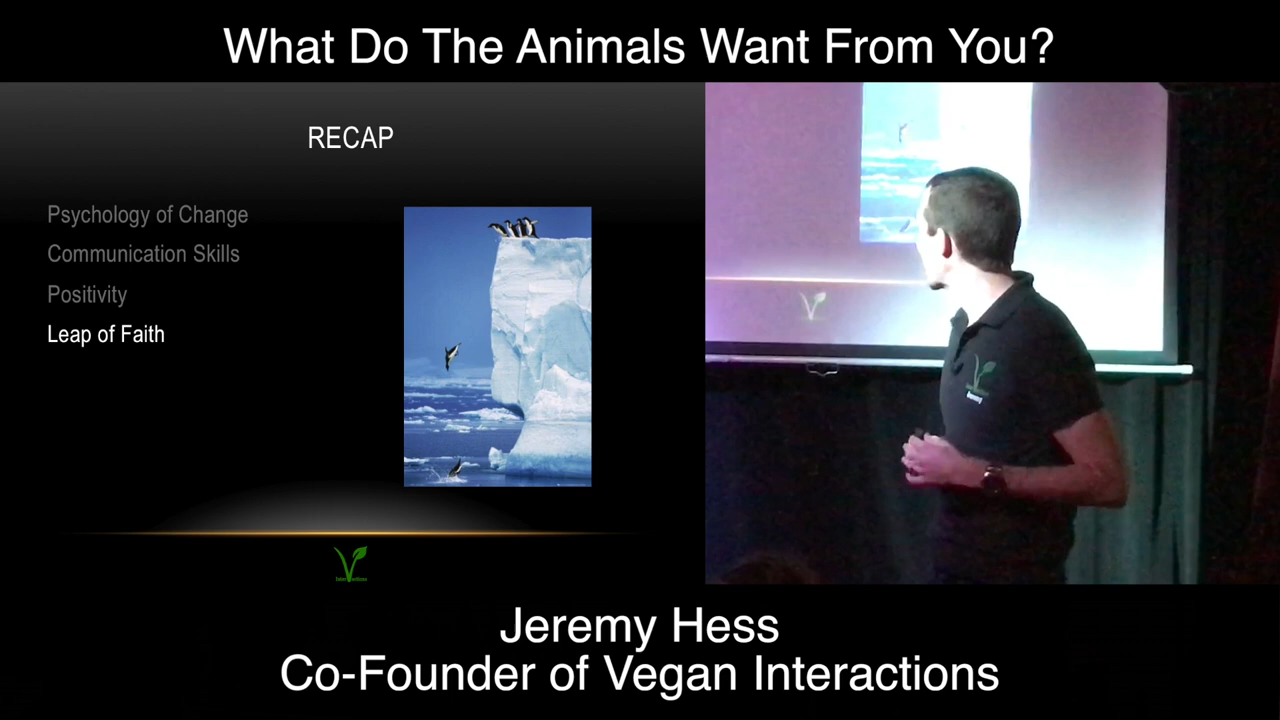 What Do The Animals Want From You?
RECAP
Psychology of Change
Communication Skills
Positivity
Leap of Faith
Jeremy Hess
Co-Founder of Vegan Interactions